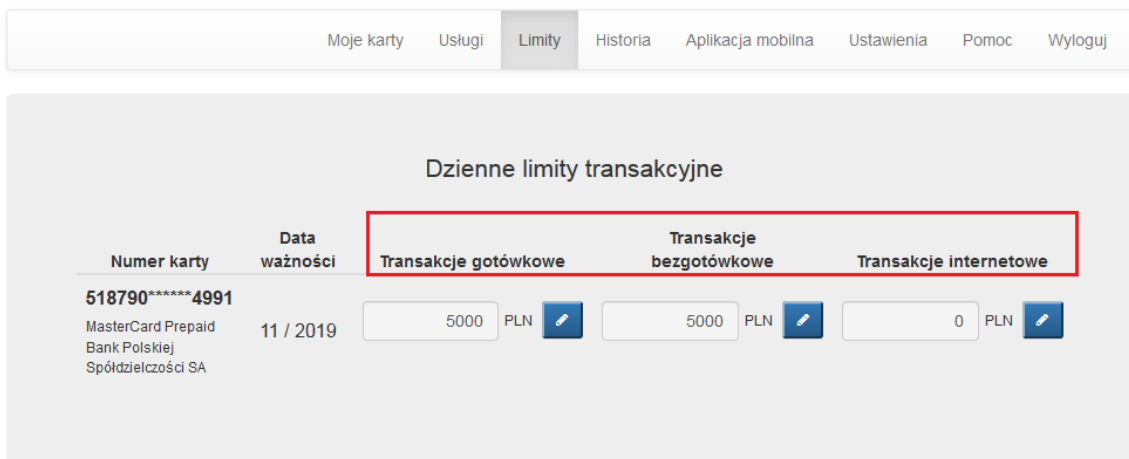 Moje karty Usługi Limity Historia Aplikacja mobilna Ustawienia Pomoc Wyloguj
Dzienne limity transakcyjne
Numer karty Data ważności Transakcje gotówkowe Transakcje bezgotówkowe Transakcje internetowe
518790******4991
MasterCard Prepaid
Bank Polskiej
Spółdzielczości SA
11 / 2019
5000 PLN 5000 PLN 0 PLN